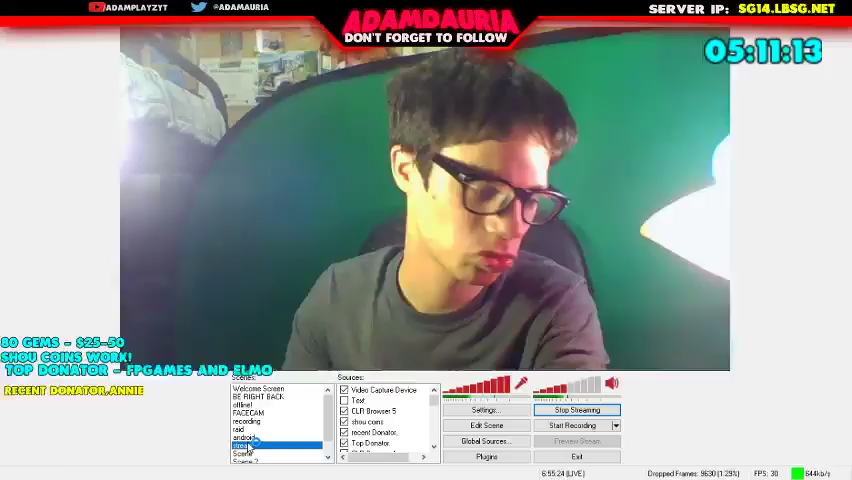 ADAMPLAYZYT
@ADAMAURIA
ADAMDAURIA
DON'T FORGET TO FOLLOW
SERVER IP: SG14.LBSG.NET
05:11:13
80 GEMS - $25-50
SHOU COINS WORK!
TOP DONATOR - FPGAMES AND ELMO
RECENT DONATOR,ANNIE
Scenes:
Welcome Screen
BE RIGHT BACK
offline!
FACECAM
recording
raid
android
Scene
Scene 2
Sources:
Video Capture Device
Text
CLR Browser 5
shou coins
recent Donator,
Top Donator.
Settings...
Edit Scene
Global Sources...
Plugins
Stop Streaming
Start Recording
Preview Stream
Exit
6:55:24 (LIVE)
Dropped Frames: 9630 (1.29%)
FPS: 30
644kb/s